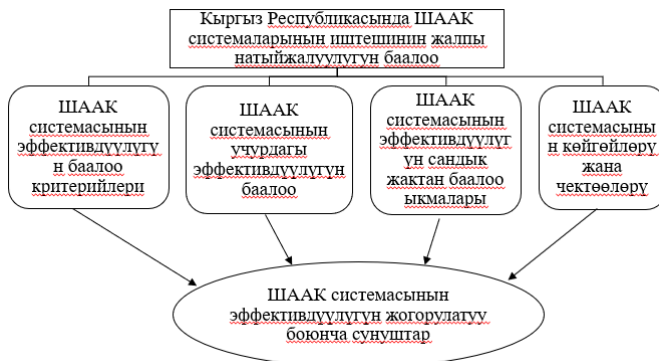 Кыргыз Республикасында ШААК
системаларынын иштешинин жалпы
натыйжалуулугун баалоо
ШААК
системасынын
эффективдүүлүгү
н баалоо
критерийлери
ШААК
системасынын
учурдагы
эффективдүүлүгүн
баалоо
ШААК
системасынын
эффективдүүлүг
үн сандык
жактан баалоо
ыкмалары
ШААК
системасыны
н көйгөйлөрү
жана
чектөөлөрү
ШААК системасынын
эффективдүүлүгүн жогорулатуу
боюнча сунуштар